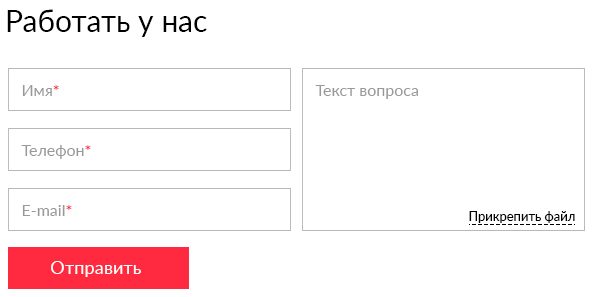 Работать у нас
Имя*
Телефон*
E-mail*
Текст вопроса
Прикрепить файл
Отправить